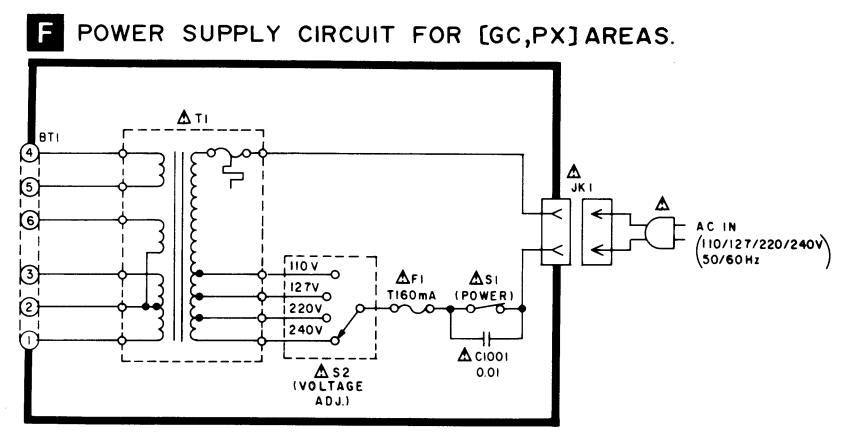 F POWER SUPPLY CIRCUIT FOR [GC,PX] AREAS.
BT1
T1
4
5
6
3
2
1
110V
127V
220V
240V
S2
(VOLTAGE
ADJ.)
F1
T160mA
S1
(POWER)
C1001
0.01
JK1
AC IN
(110/127/220/240V)
50/60Hz